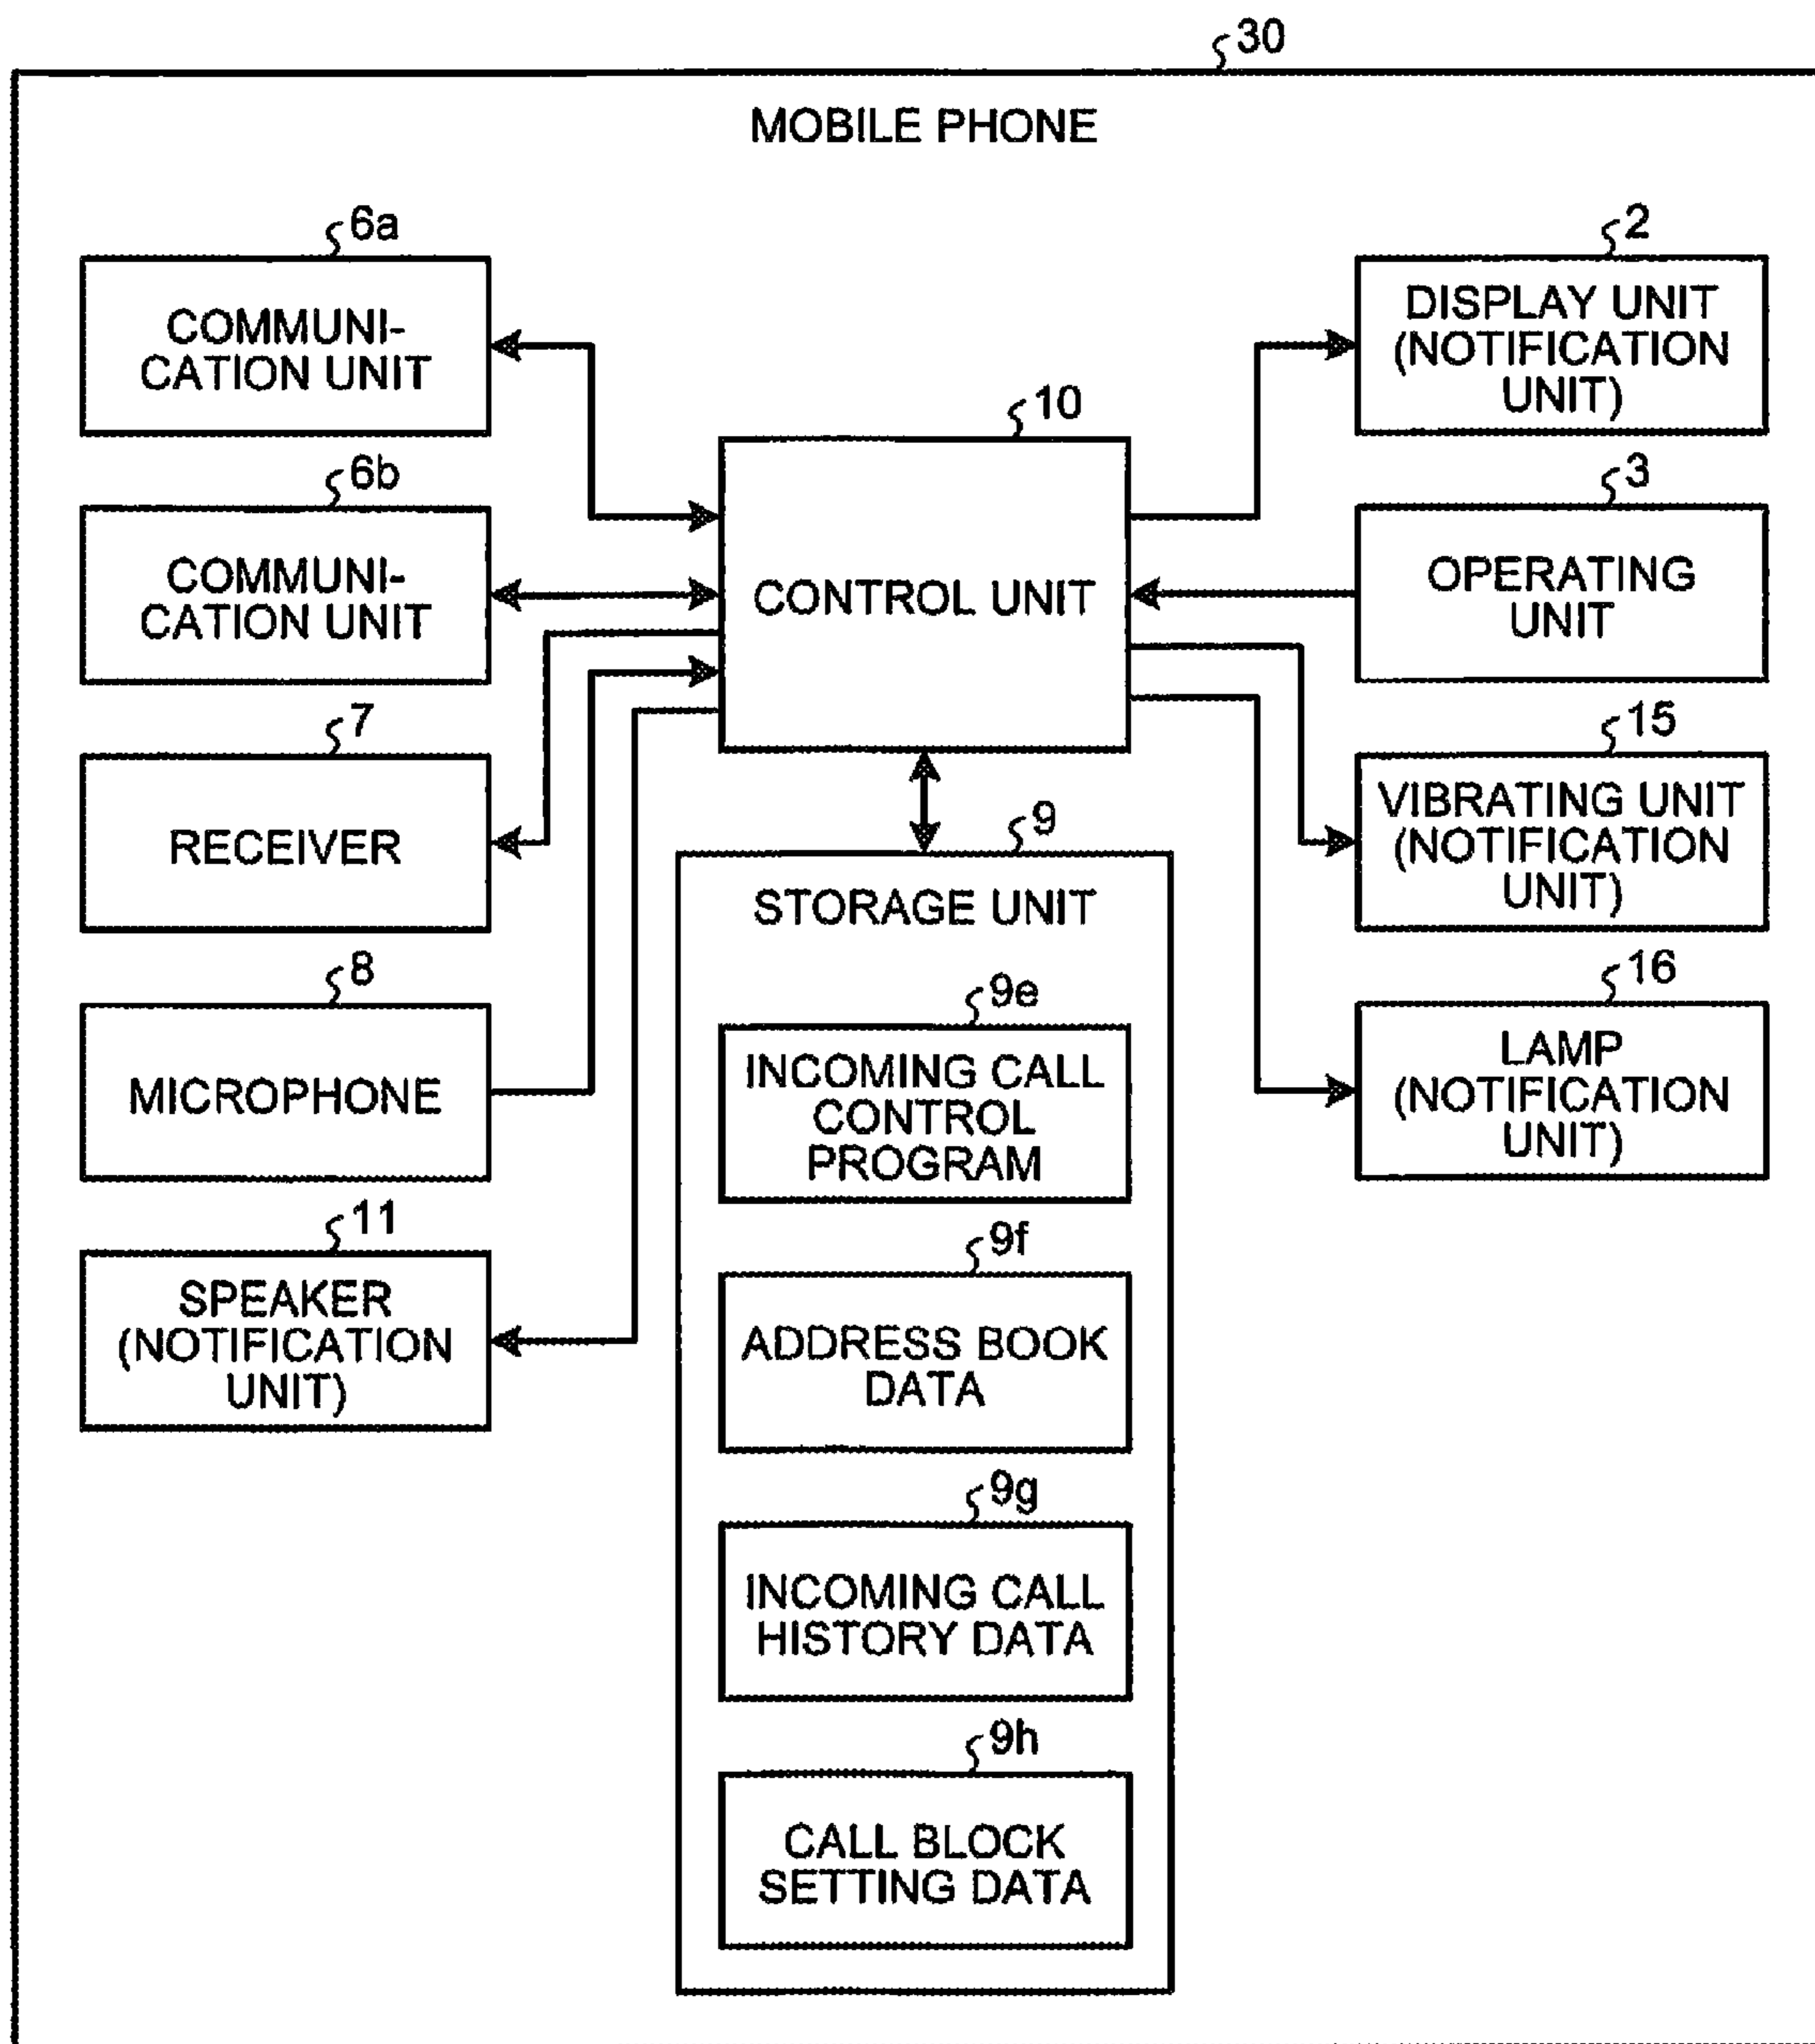 30
MOBILE PHONE
6a
COMMUNI-
CATION UNIT
6b
COMMUNI-
CATION UNIT
7
RECEIVER
8
MICROPHONE
11
SPEAKER
(NOTIFICATION
UNIT)
10
CONTROL UNIT
9
STORAGE UNIT
9e
INCOMING CALL
CONTROL
PROGRAM
9f
ADDRESS BOOK
DATA
9g
INCOMING CALL
HISTORY DATA
9h
CALL BLOCK
SETTING DATA
2
DISPLAY UNIT
(NOTIFICATION
UNIT)
3
OPERATING
UNIT
15
VIBRATING UNIT
(NOTIFICATION
UNIT)
16
LAMP
(NOTIFICATION
UNIT)